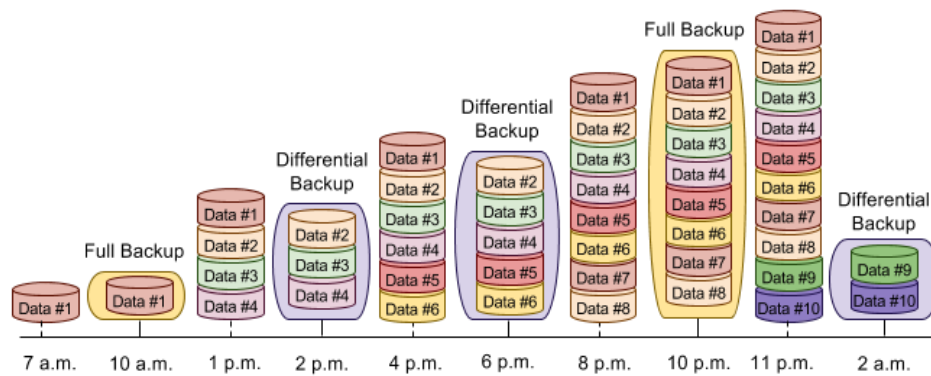 Data #1
7 a.m.
Full Backup
Data #1
10 a.m.
Data #1
Data #2
Data #3
Data #4
1 p.m.
Differential
Backup
Data #2
Data #3
Data #4
2 p.m.
Data #1
Data #2
Data #3
Data #4
Data #5
Data #6
4 p.m.
Differential
Backup
Data #2
Data #3
Data #4
Data #5
Data #6
6 p.m.
Data #1
Data #2
Data #3
Data #4
Data #5
Data #6
Data #7
Data #8
8 p.m.
Full Backup
Data #1
Data #2
Data #3
Data #4
Data #5
Data #6
Data #7
Data #8
10 p.m.
Data #1
Data #2
Data #3
Data #4
Data #5
Data #6
Data #7
Data #8
Data #9
Data #10
11 p.m.
Differential
Backup
Data #9
Data #10
2 a.m.